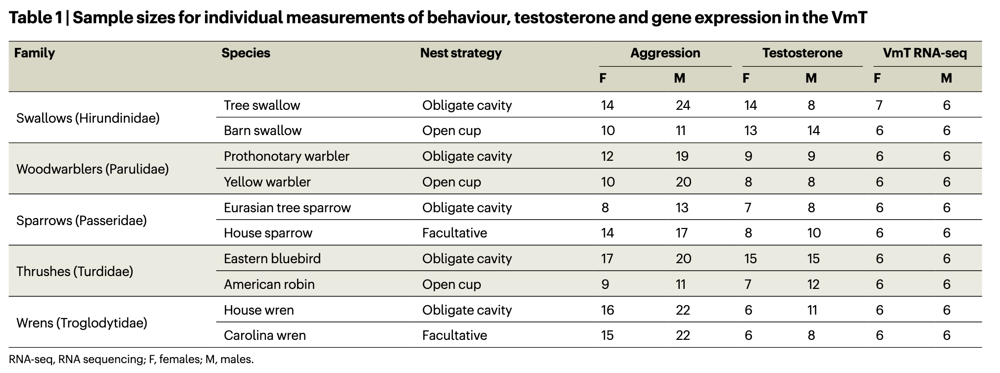 Table 1 | Sample sizes for individual measurements of behaviour, testosterone and gene expression in the VmT
Family Species Nest strategy Aggression Testosterone VmT RNA-seq
F M F M F M
Swallows (Hirundinidae) Tree swallow Obligate cavity 14 24 14 8 7 6
Barn swallow Open cup 10 11 13 14 6 6
Woodwarblers (Parulidae) Prothonotary warbler Obligate cavity 12 19 9 9 6 6
Yellow warbler Open cup 10 20 8 8 6 6
Sparrows (Passeridae) Eurasian tree sparrow Obligate cavity 8 13 7 8 6 6
House sparrow Facultative 14 17 8 10 6 6
Thrushes (Turdidae) Eastern bluebird Obligate cavity 17 20 15 15 6 6
American robin Open cup 9 11 7 12 6 6
Wrens (Troglodytidae) House wren Obligate cavity 16 22 6 11 6 6
Carolina wren Facultative 15 22 6 8 6 6
RNA-seq, RNA sequencing; F, females; M, males.